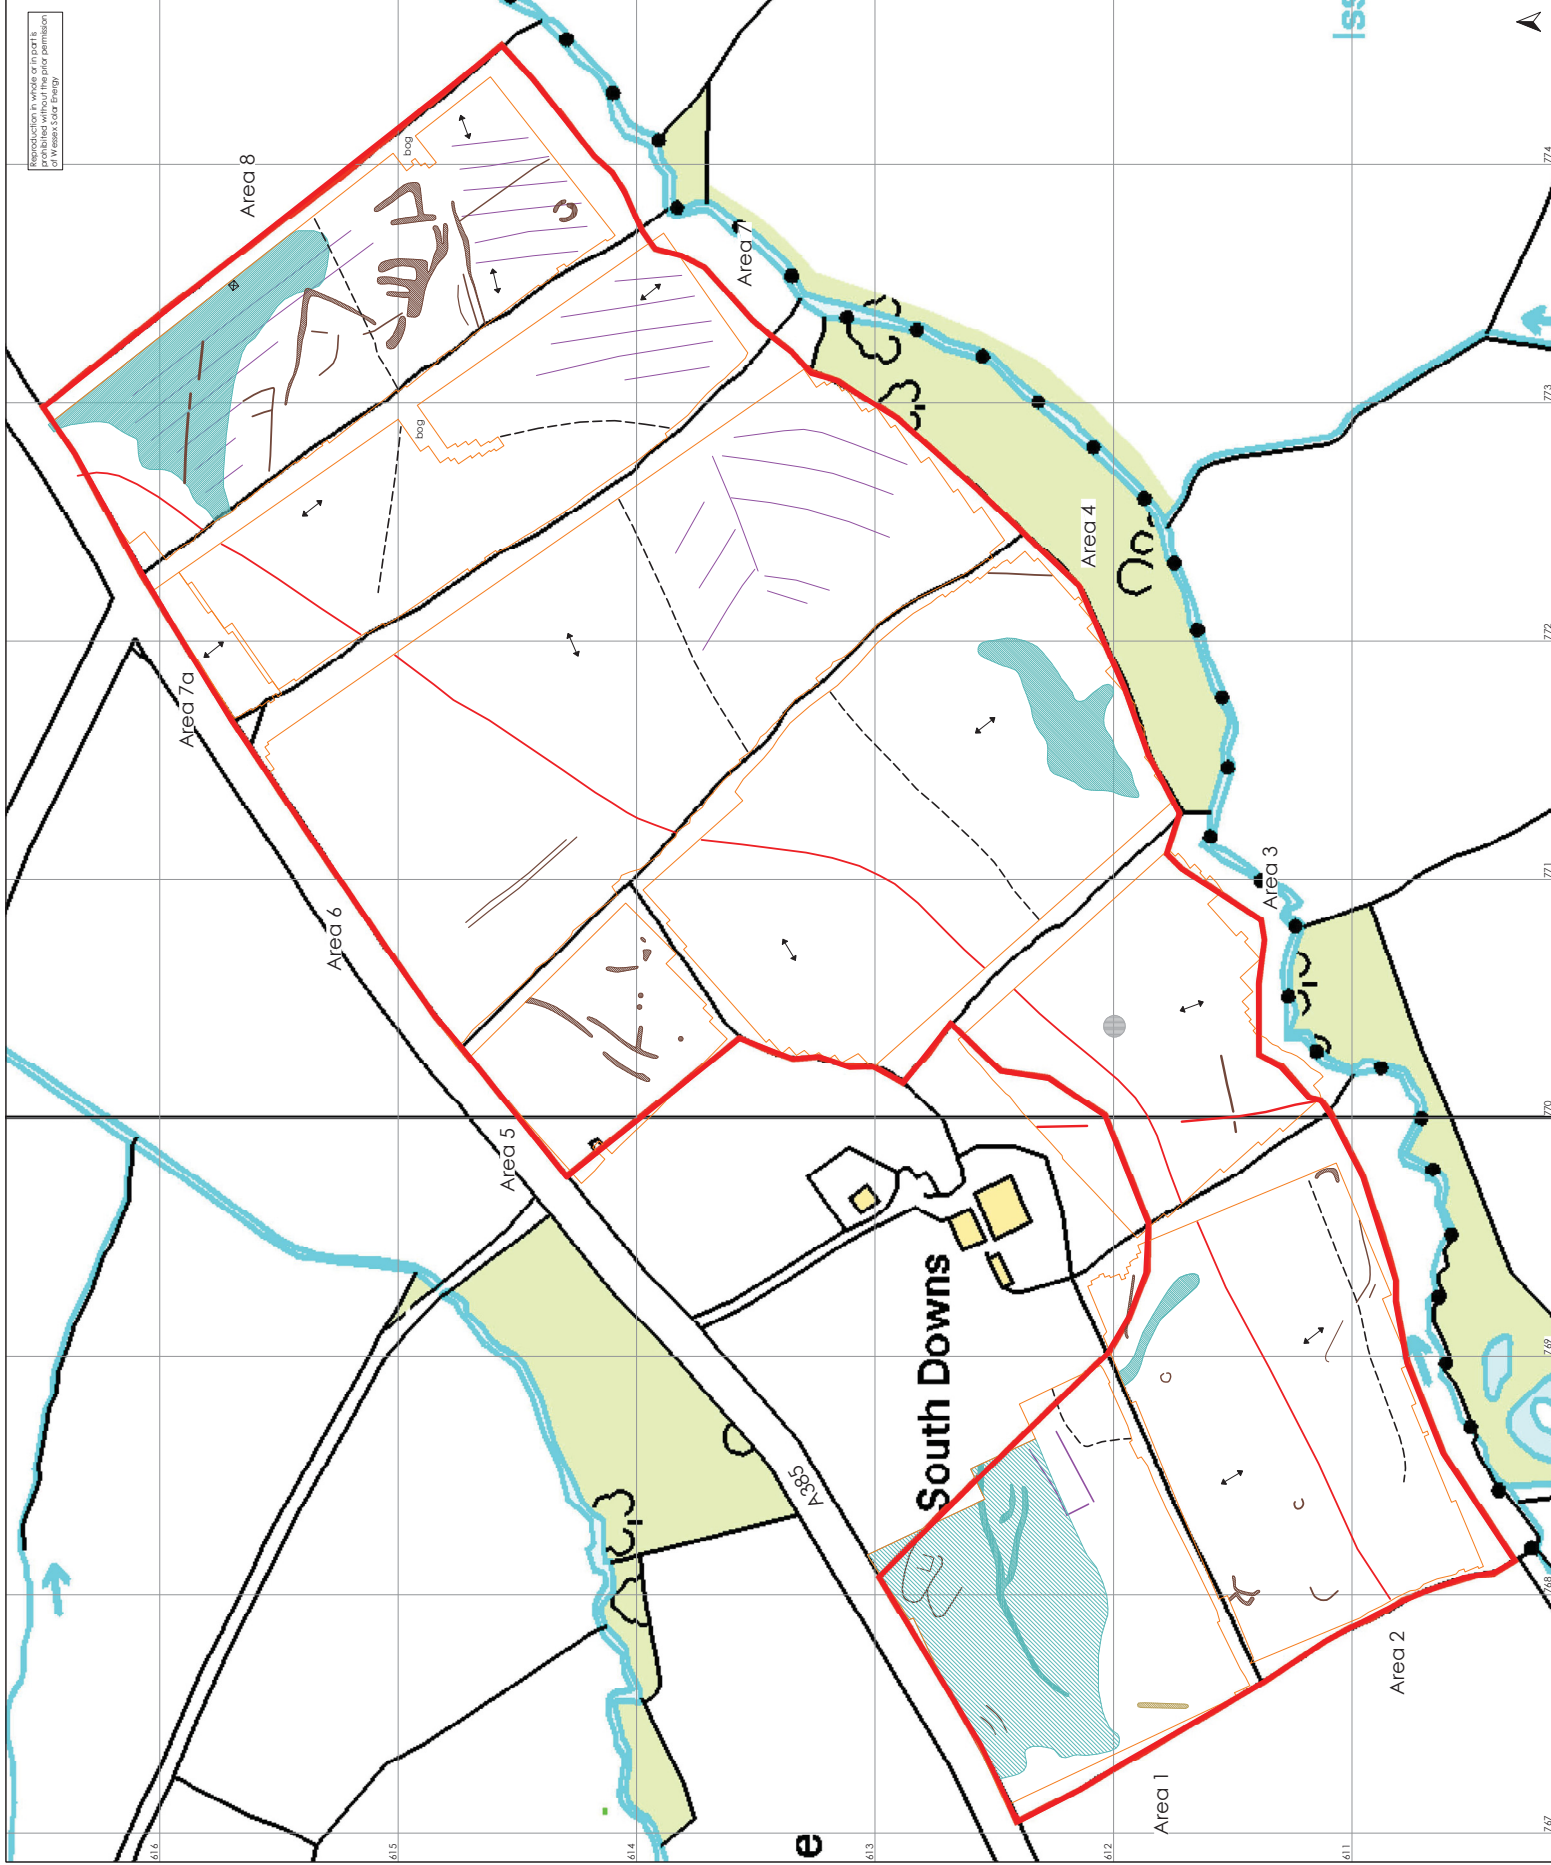 Reproduction in whole or in part is
prohibited without the prior permission
of Wessex Solar Energy
Iss
Area 8
bog
Area 7
bog
Area 7a
Area 4
Area 6
Area 3
Area 5
South Downs
A385
Area 2
Area 1
e
616
615
614
613
612
611
774
773
772
771
770
769
768
767